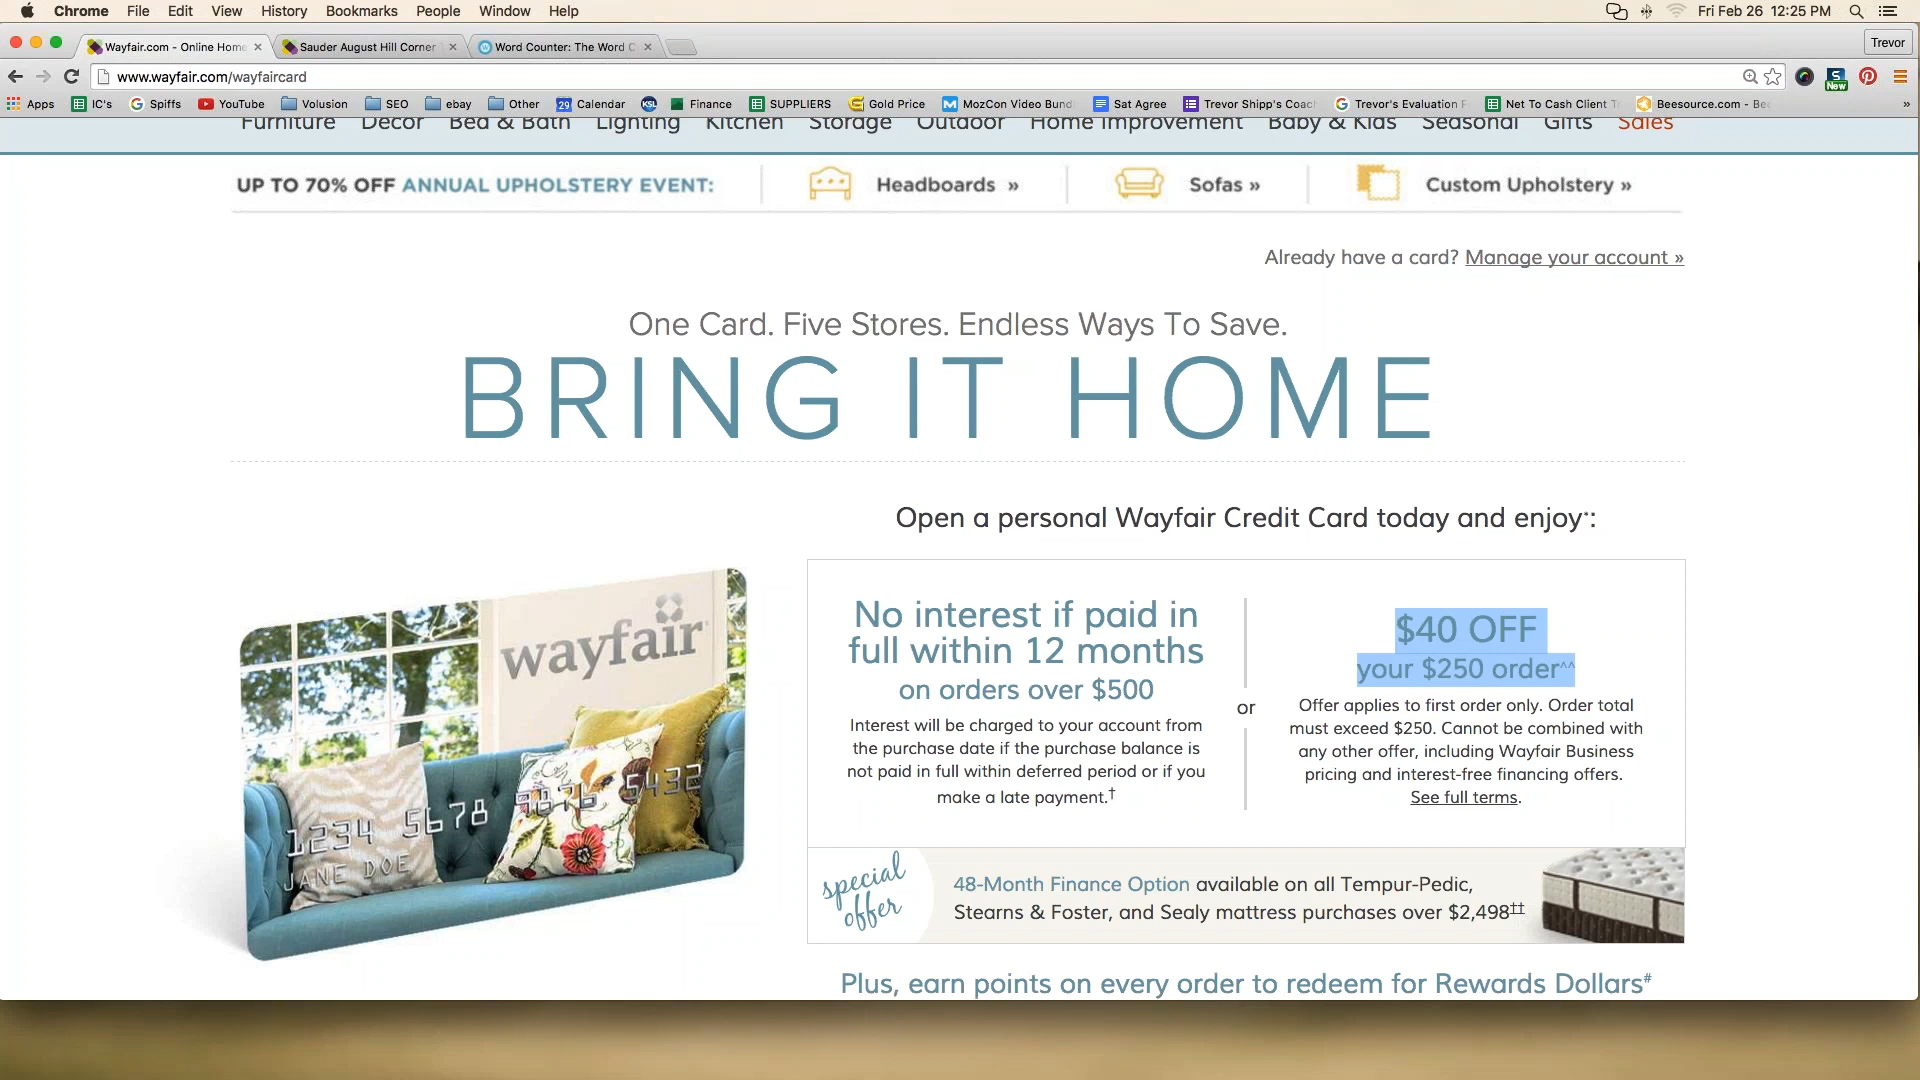 Chrome File Edit View History Bookmarks People Window Help Fri Feb 26 12:25 PM
Wayfair.com - Online Home Sauder August Hill Corner Word Counter: The Word C Trevor
www.wayfair.com/wayfaircard New
Apps IC's Spiffs YouTube Volusion SEO ebay Other 29 Calendar KSL Finance SUPPLIERS Gold Price MozCon Video Bund Sat Agree Trevor Shipp's Coac Trevor's Evaluation F Net To Cash Client T Beesource.com - Bee »
Furniture Décor Bed & Bath Lighting Kitchen Storage Outdoor Home Improvement Baby & Kids Seasonal Gifts Sales
UP TO 70% OFF ANNUAL UPHOLSTERY EVENT: Headboards » Sofas » Custom Upholstery »
Already have a card? Manage your account »
One Card. Five Stores. Endless Ways To Save.
BRING IT HOME
Open a personal Wayfair Credit Card today and enjoy*:
wayfair
1234 5678 9876 5432
JANE DOE
No interest if paid in
full within 12 months
on orders over $500
Interest will be charged to your account from
the purchase date if the purchase balance is
not paid in full within deferred period or if you
make a late payment.†
or
$40 OFF
your $250 order^^
Offer applies to first order only. Order total
must exceed $250. Cannot be combined with
any other offer, including Wayfair Business
pricing and interest-free financing offers.
See full terms.
special
offer
48-Month Finance Option available on all Tempur-Pedic,
Stearns & Foster, and Sealy mattress purchases over $2,498††
Plus, earn points on every order to redeem for Rewards Dollars#